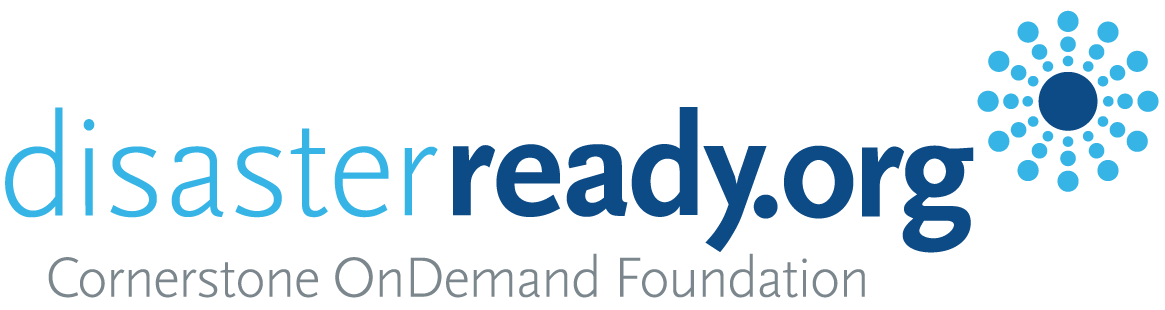 disasterready.org
Cornerstone OnDemand Foundation